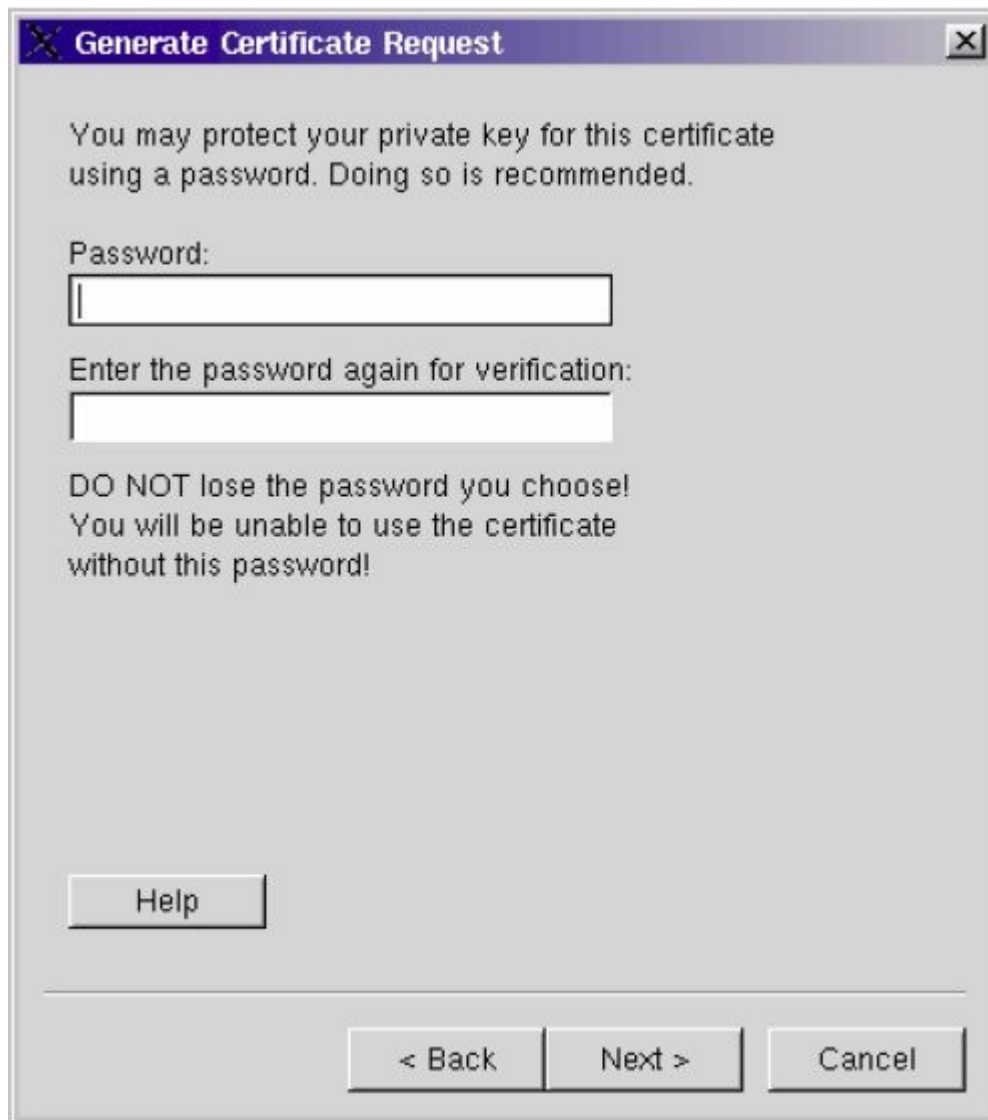 Generate Certificate Request
You may protect your private key for this certificate
using a password. Doing so is recommended.
Password:
Enter the password again for verification:
DO NOT lose the password you choose!
You will be unable to use the certificate
without this password!
Help
< Back
Next >
Cancel